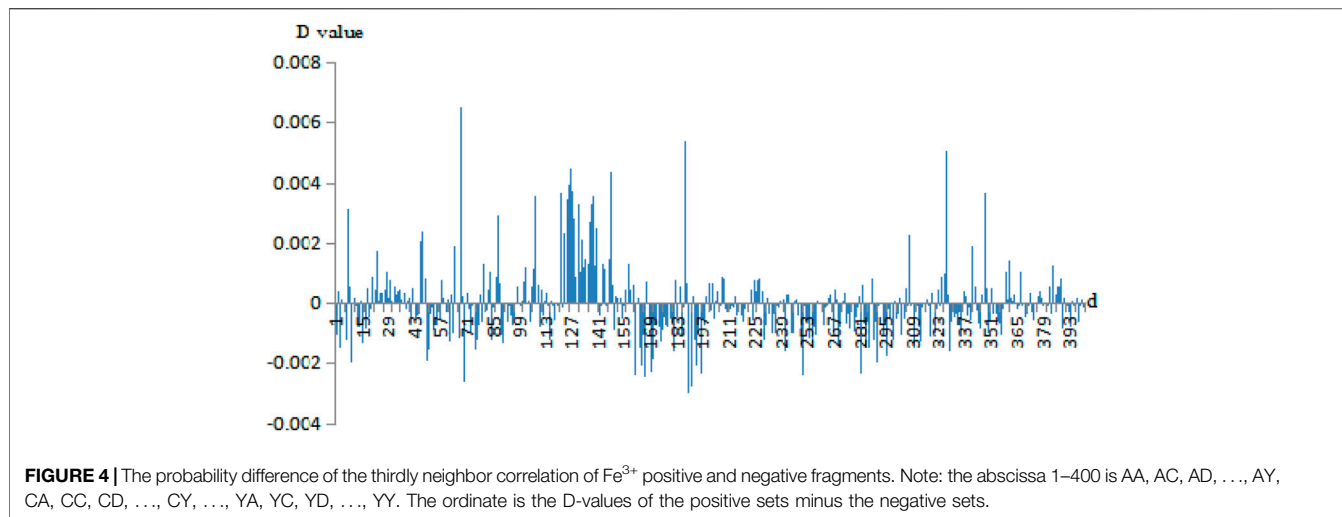 D value
0.008
0.006
0.004
0.002
0
-0.002
-0.004
1 15 29 43 57 71 85 99 113 127 141 155 169 183 197 211 225 239 253 267 281 295 309 323 337 351 365 379 393 d
FIGURE 4 | The probability difference of the thirdly neighbor correlation of Fe³⁺ positive and negative fragments. Note: the abscissa 1–400 is AA, AC, AD, …, AY,
CA, CC, CD, …, CY, …, YA, YC, YD, …, YY. The ordinate is the D-values of the positive sets minus the negative sets.